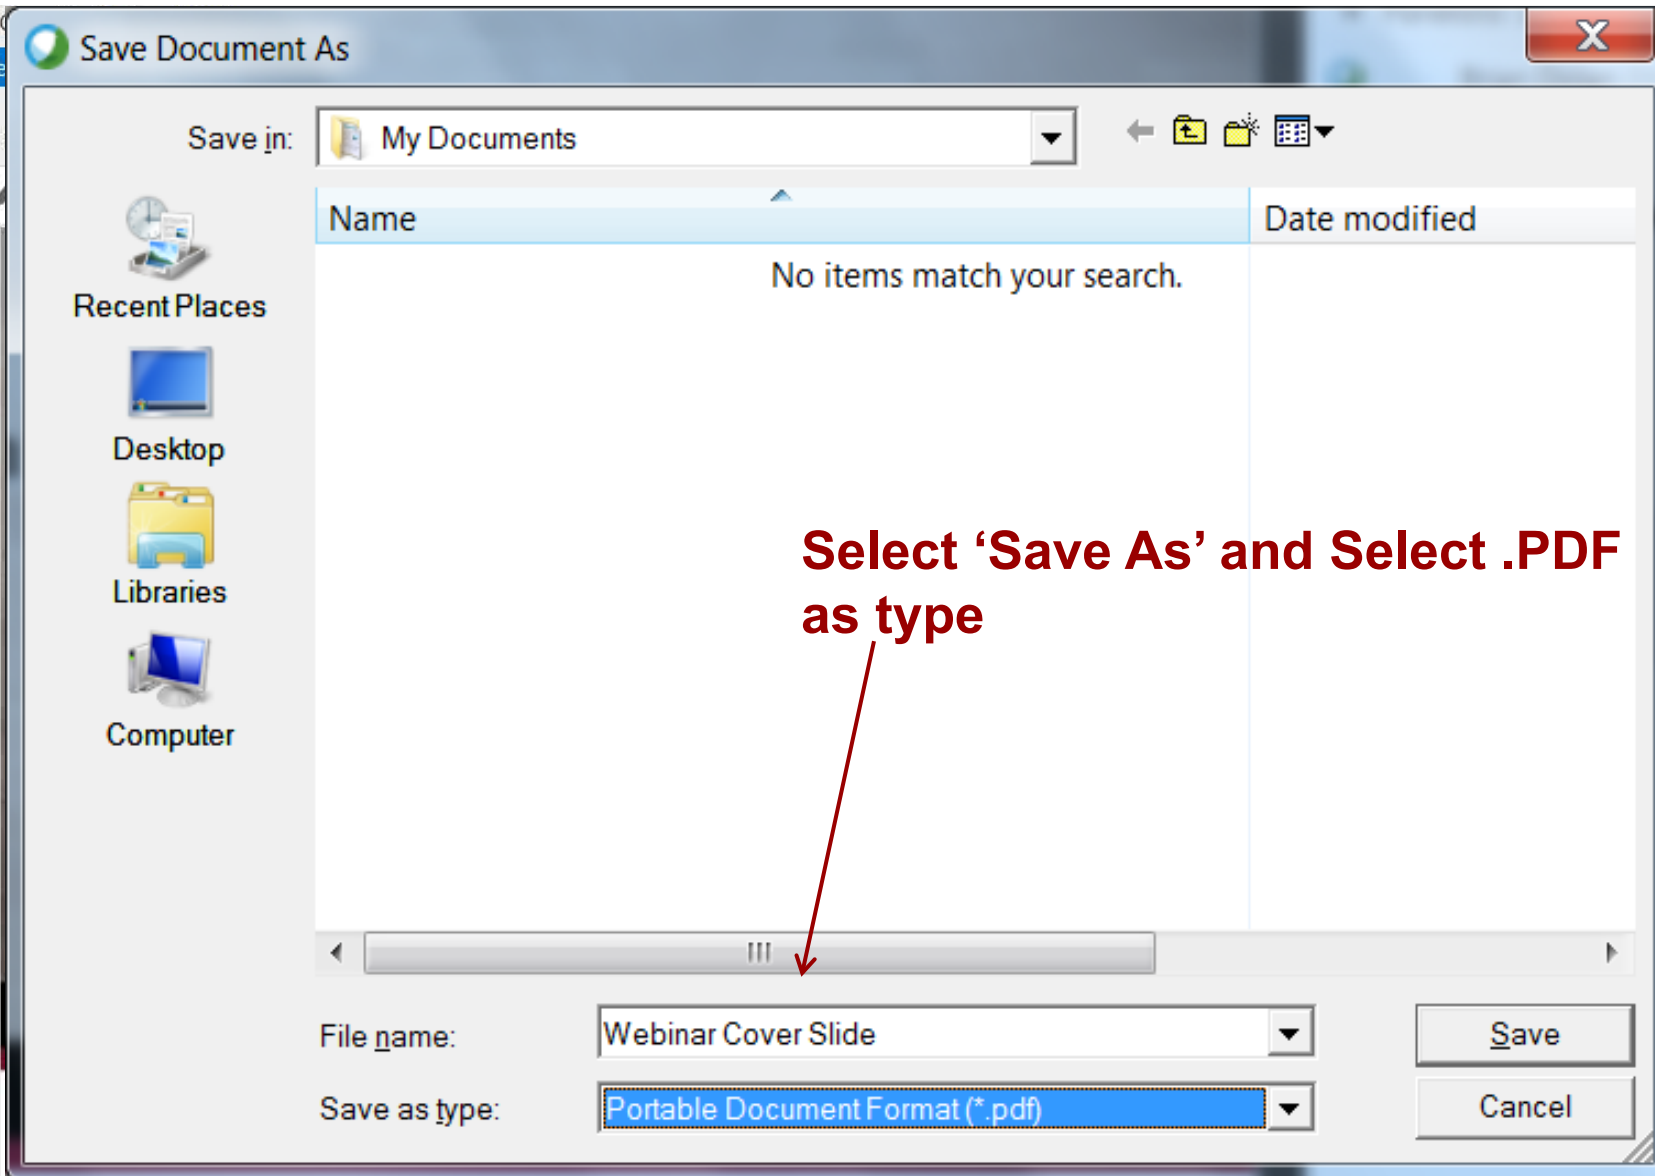 Save Document As
Save in:
My Documents
Name
Date modified
No items match your search.
Recent Places
Desktop
Libraries
Computer
Select ‘Save As’ and Select .PDF
as type
File name:
Webinar Cover Slide
Save
Save as type:
Portable Document Format (*.pdf)
Cancel